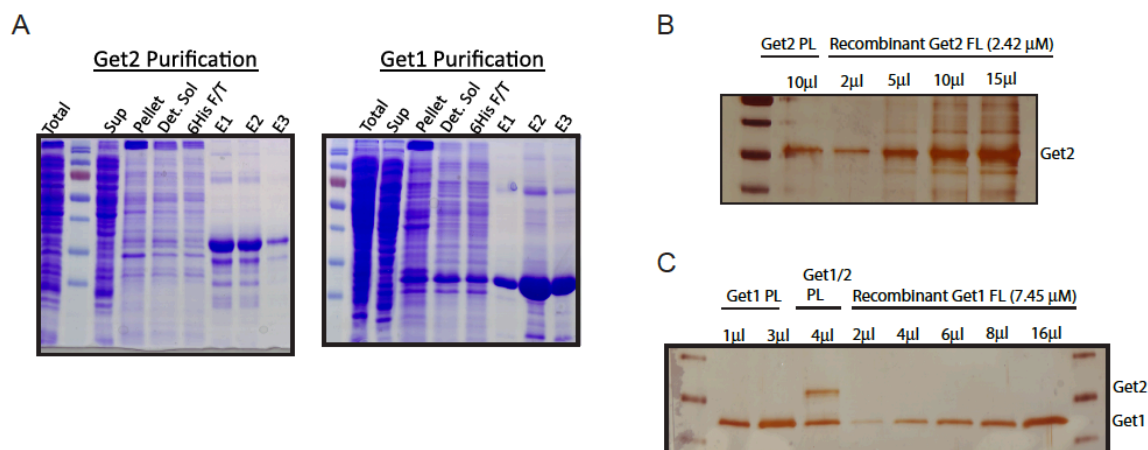 A
Get2 Purification
Total
Sup
Pellet
Det. Sol
6His F/T
E1
E2
E3
Get1 Purification
Total
Sup
Pellet
Det. Sol
6His F/T
E1
E2
E3
B
Get2 PL Recombinant Get2 FL (2.42 µM)
10µl 2µl 5µl 10µl 15µl
Get2
C
Get1 PL Get1/2 PL Recombinant Get1 FL (7.45 µM)
1µl 3µl 4µl 2µl 4µl 6µl 8µl 16µl
Get2
Get1